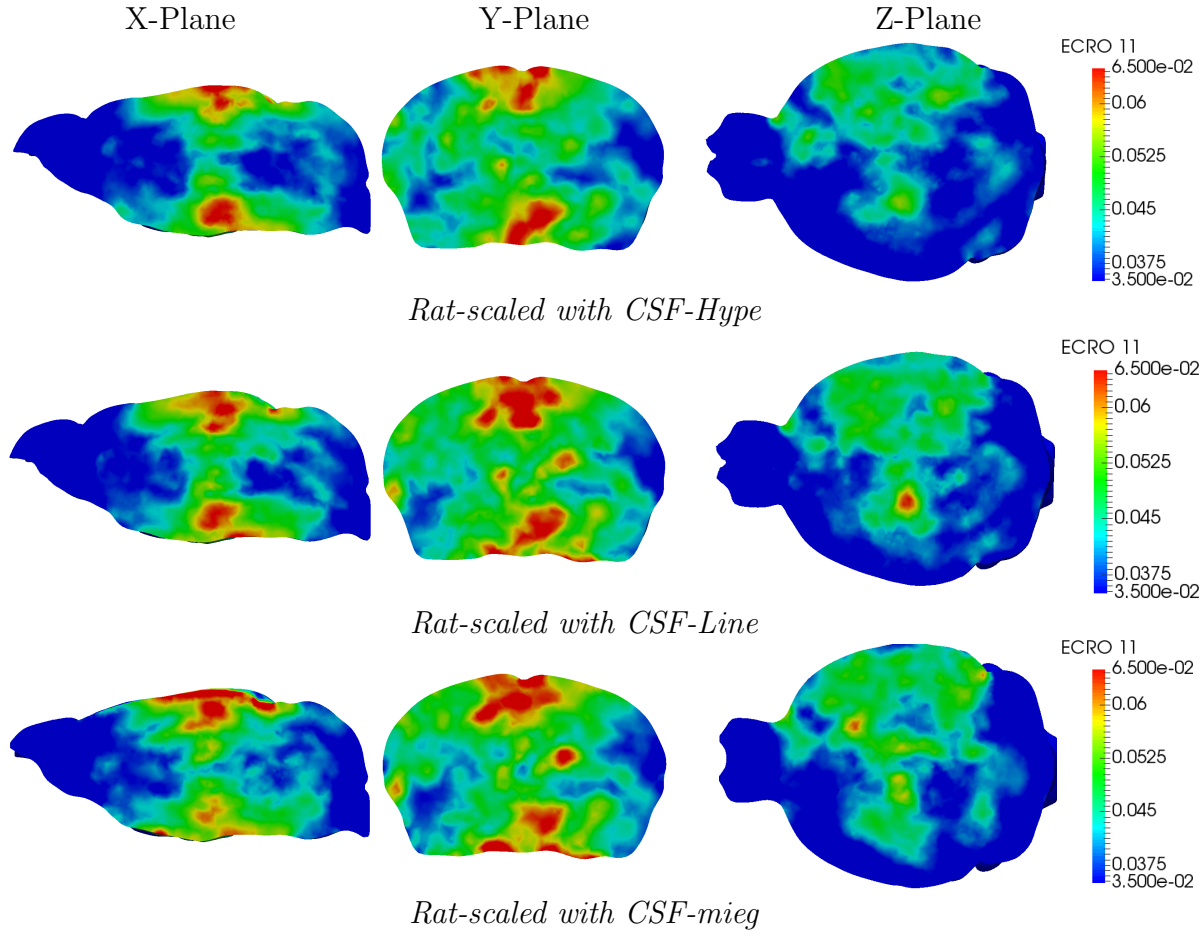 X-Plane Y-Plane Z-Plane
ECRO 11
6.500e-02
0.06
0.0525
0.045
0.0375
3.500e-02
Rat-scaled with CSF-Hype
ECRO 11
6.500e-02
0.06
0.0525
0.045
0.0375
3.500e-02
Rat-scaled with CSF-Line
ECRO 11
6.500e-02
0.06
0.0525
0.045
0.0375
3.500e-02
Rat-scaled with CSF-mieg